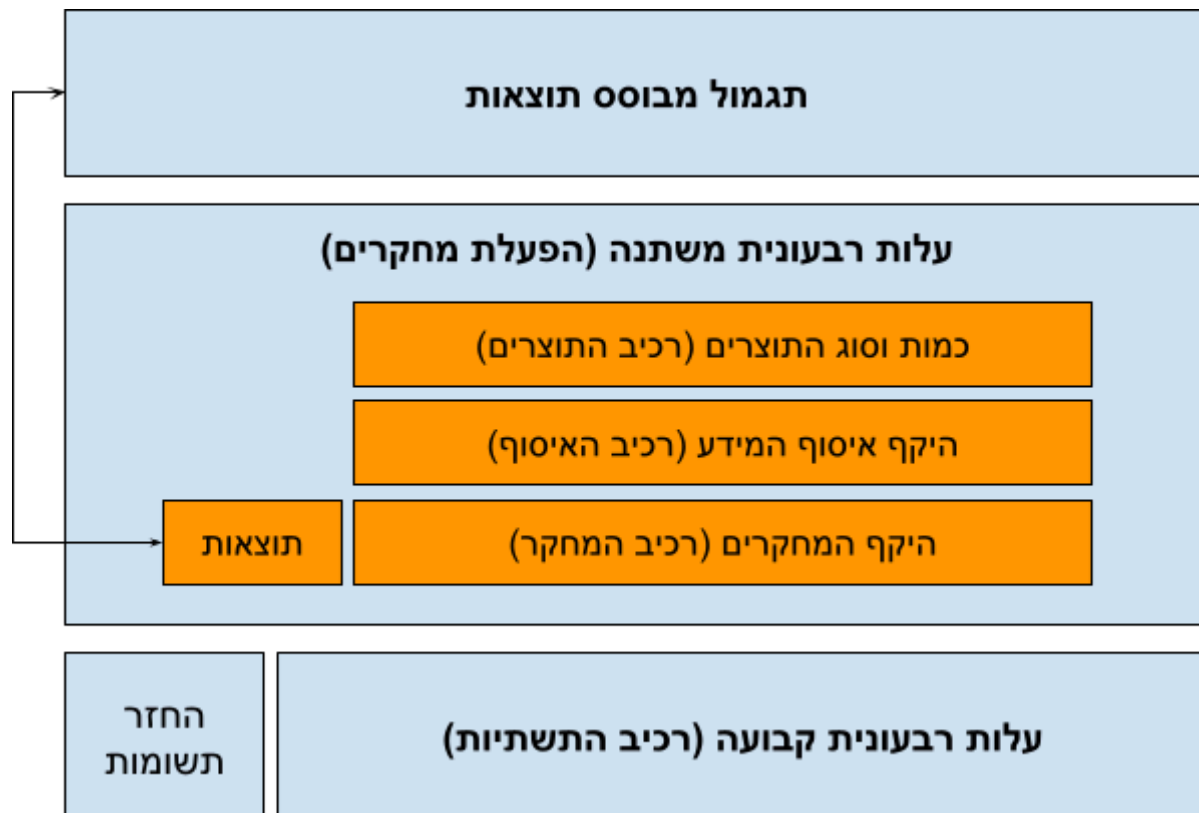 תגמול מבוסס תוצאות
עלות רבעונית משתנה (הפעלת מחקרים)
כמות וסוג התוצרים (רכיב התוצרים)
היקף איסוף המידע (רכיב האיסוף)
היקף המחקרים (רכיב המחקר)
תוצאות
עלות רבעונית קבועה (רכיב התשתיות)
החזר
תשומות